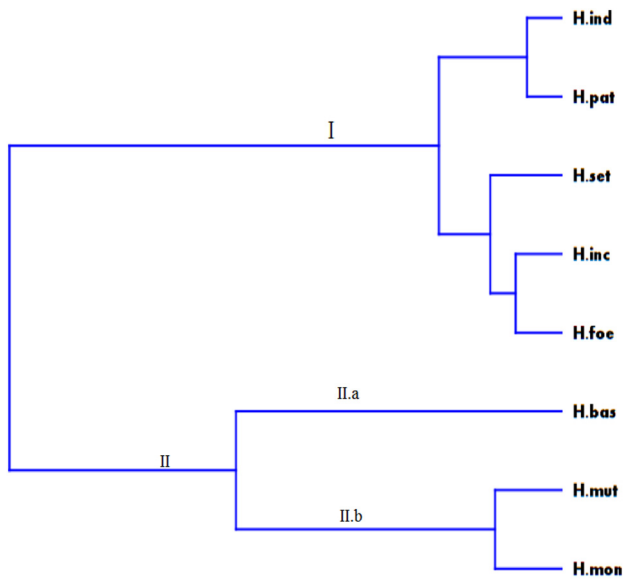 H.ind
H.pat
I
H.set
H.inc
H.foe
II.a
H.bas
II
H.mut
II.b
H.mon